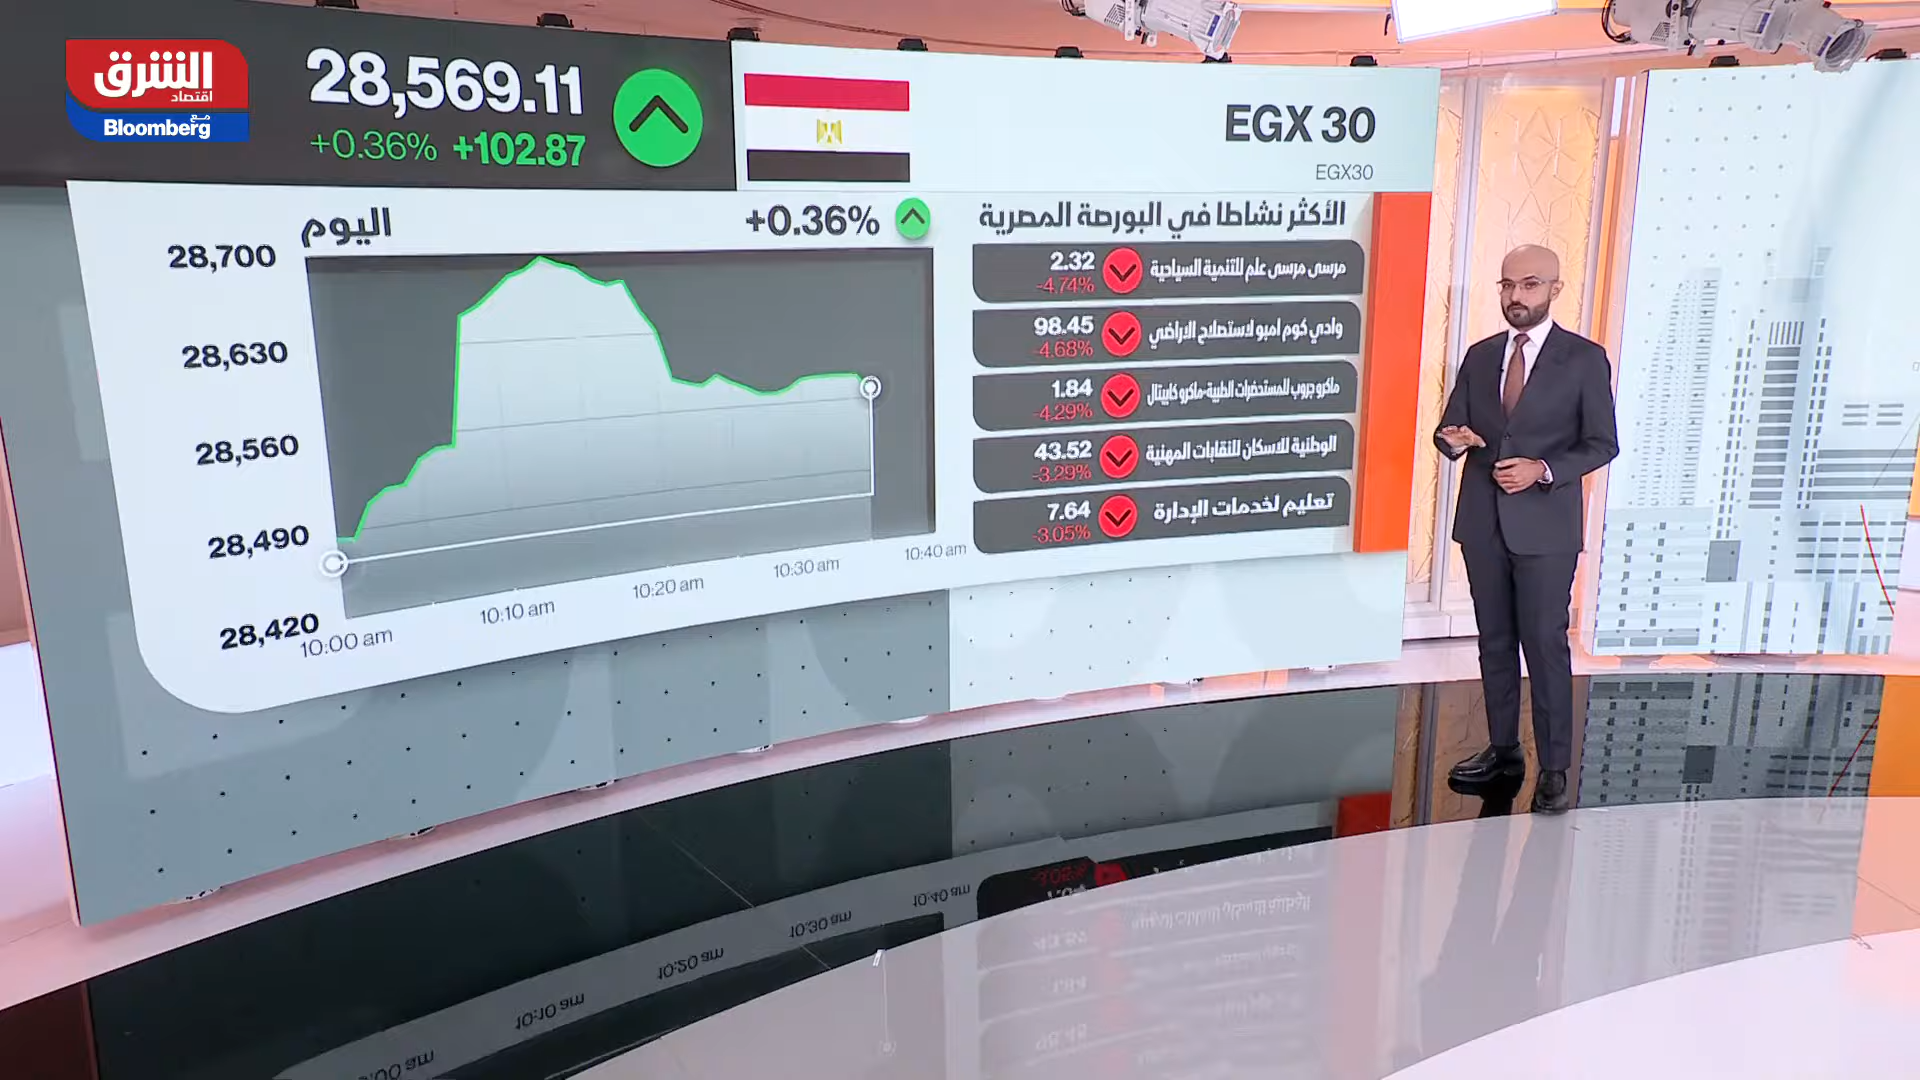 الشرق
اقتصاد
مع
Bloomberg
28,569.11
+0.36% +102.87
EGX 30
EGX30
اليوم
+0.36%
28,700
28,630
28,560
28,490
28,420
10:00 am
10:10 am
10:20 am
10:30 am
10:40 am
الأكثر نشاطا في البورصة المصرية
مرسى مرسى علم للتنمية السياحية
2.32
-4.74%
وادي كوم امبو لاستصلاح الاراضي
98.45
-4.68%
ماكرو جروب للمستحضرات الطبية-ماكرو كابيتال
1.84
-4.29%
الوطنية للاسكان للنقابات المهنية
43.52
-3.29%
تعليم لخدمات الإدارة
7.64
-3.05%